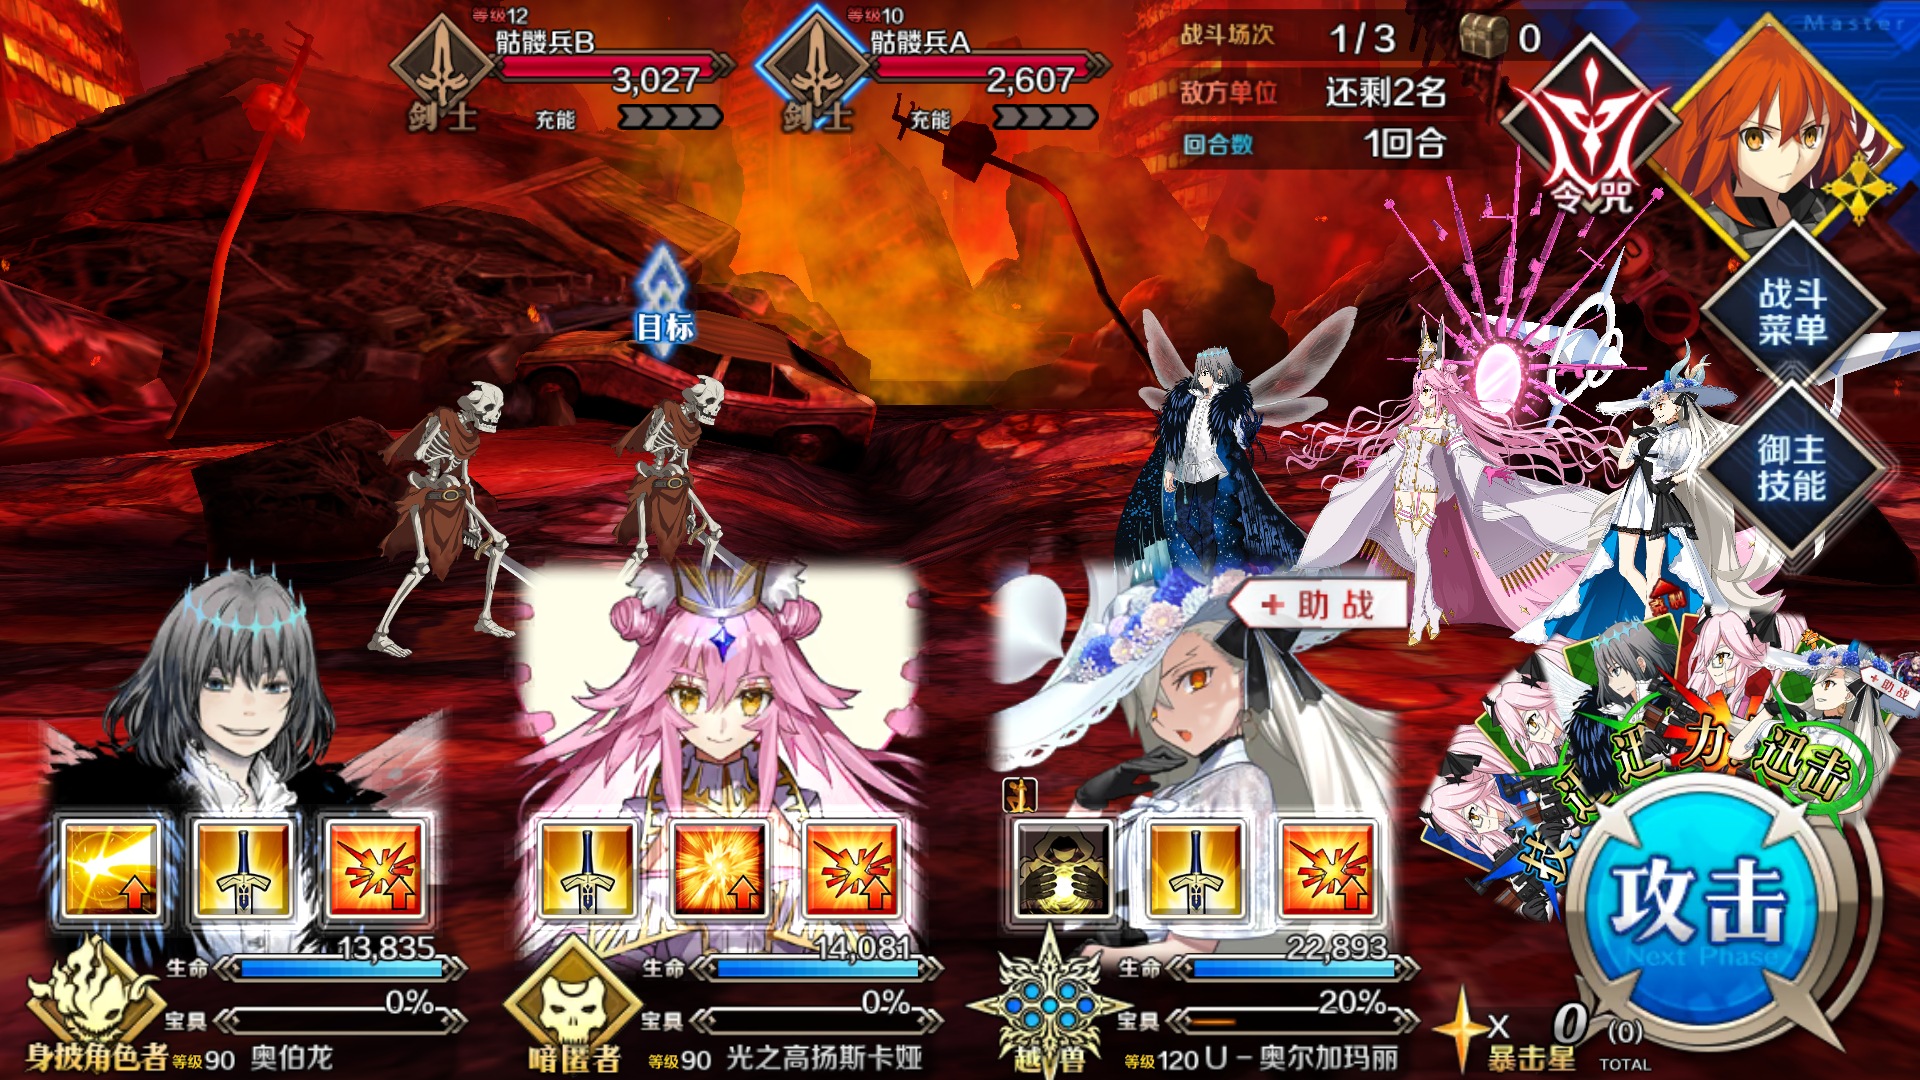 等级12
骷髅兵B
3,027
剑士
充能
等级10
骷髅兵A
2,607
剑士
充能
战斗场次 1/3
0
敌方单位 还剩2名
回合数 1回合
令咒
Master
战斗菜单
御主技能
目标
+助战
+助战
迅
力
迅击
技
攻击
Next Phase
生命 13,835
宝具 0%
身披角色者 等级90 奥伯龙
生命 14,081
宝具 0%
暗匿者 等级90 光之高扬斯卡娅
生命 22,893
宝具 20%
越兽 等级120 U－奥尔加玛丽
X 0 (0)
暴击星 TOTAL